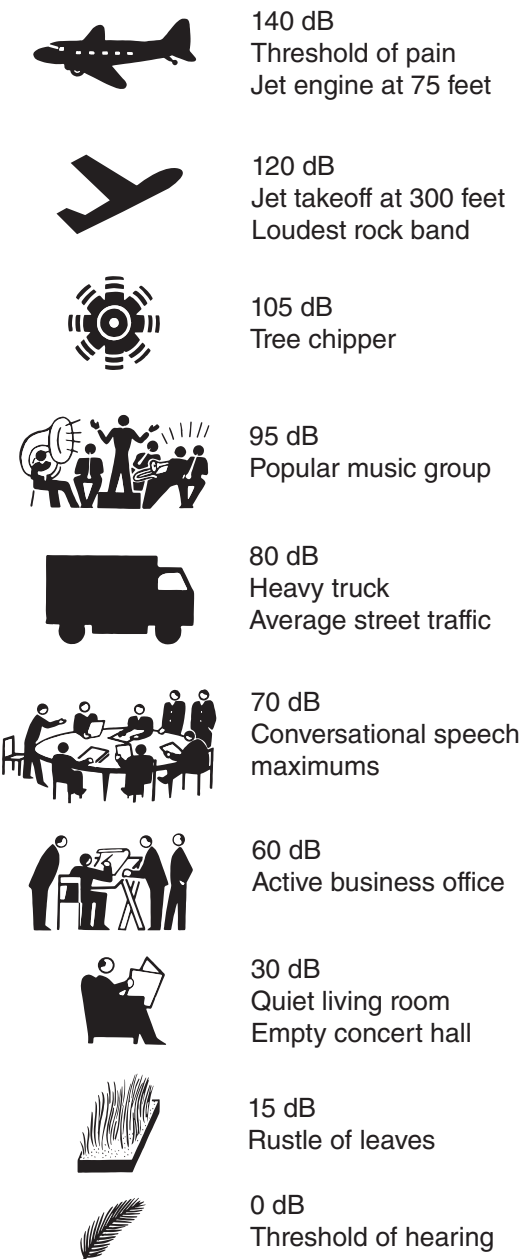 140 dB
Threshold of pain
Jet engine at 75 feet
120 dB
Jet takeoff at 300 feet
Loudest rock band
105 dB
Tree chipper
95 dB
Popular music group
80 dB
Heavy truck
Average street traffic
70 dB
Conversational speech
maximums
60 dB
Active business office
30 dB
Quiet living room
Empty concert hall
15 dB
Rustle of leaves
0 dB
Threshold of hearing